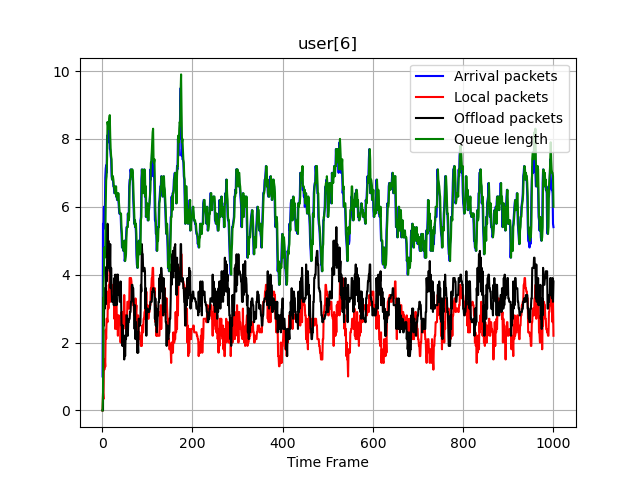 user[6]
10
8
6
4
2
0
Arrival packets
Local packets
Offload packets
Queue length
0 200 400 600 800 1000
Time Frame